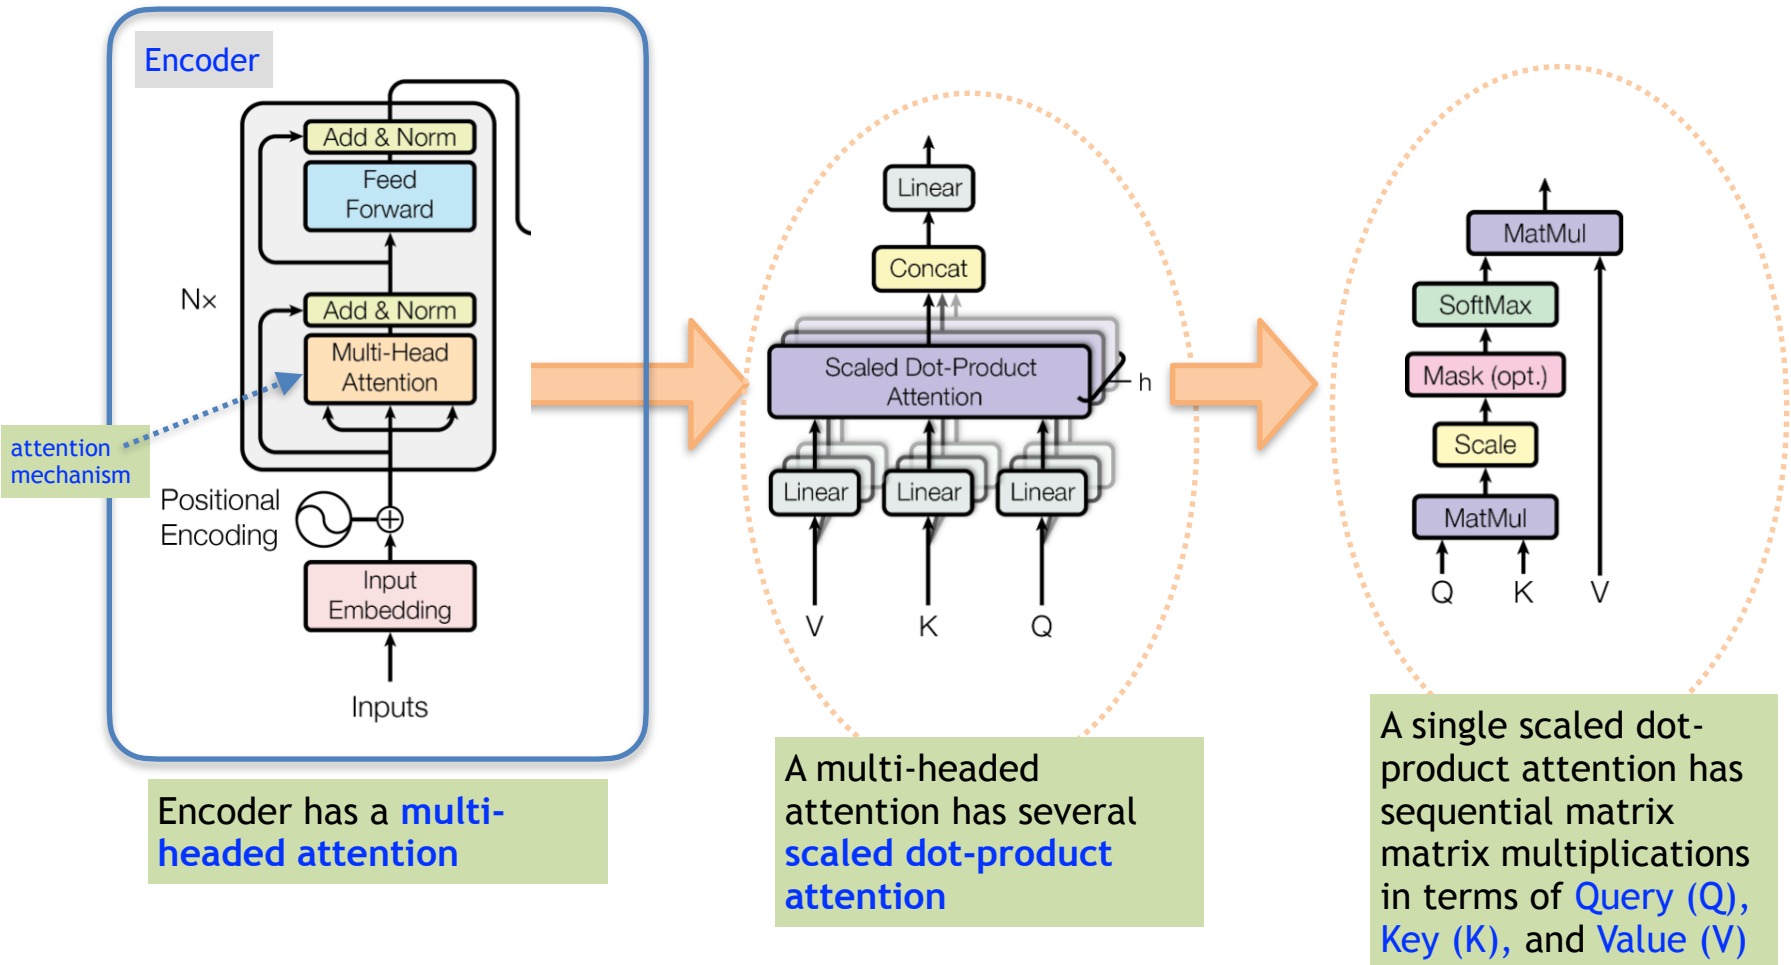 Encoder
Add & Norm
Feed
Forward
N×
Add & Norm
Multi-Head
Attention
attention
mechanism
Positional
Encoding
Input
Embedding
Inputs
Encoder has a multi-
headed attention
Linear
Concat
Scaled Dot-Product
Attention
h
Linear
Linear
Linear
V
K
Q
A multi-headed
attention has several
scaled dot-product
attention
MatMul
SoftMax
Mask (opt.)
Scale
MatMul
Q
K
V
A single scaled dot-
product attention has
sequential matrix
matrix multiplications
in terms of Query (Q),
Key (K), and Value (V)